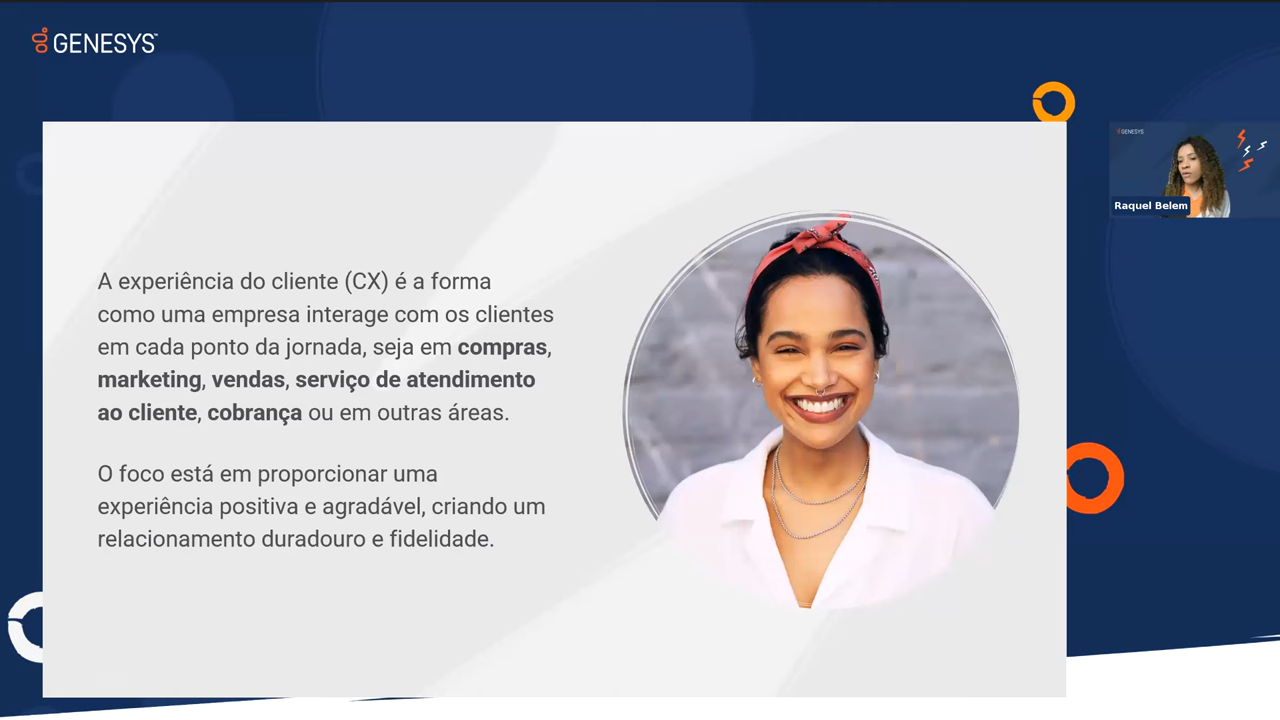 GENESYS
A experiência do cliente (CX) é a forma
como uma empresa interage com os clientes
em cada ponto da jornada, seja em compras,
marketing, vendas, serviço de atendimento
ao cliente, cobrança ou em outras áreas.
O foco está em proporcionar uma
experiência positiva e agradável, criando um
relacionamento duradouro e fidelidade.
GENESYS
Raquel Belem